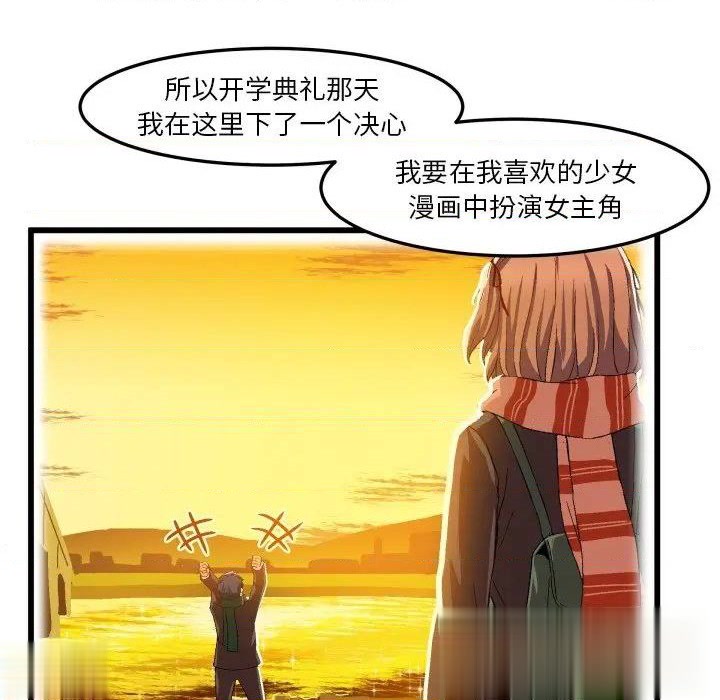 所以开学典礼那天
我在这里下了一个决心
我要在我喜欢的少女
漫画中扮演女主角